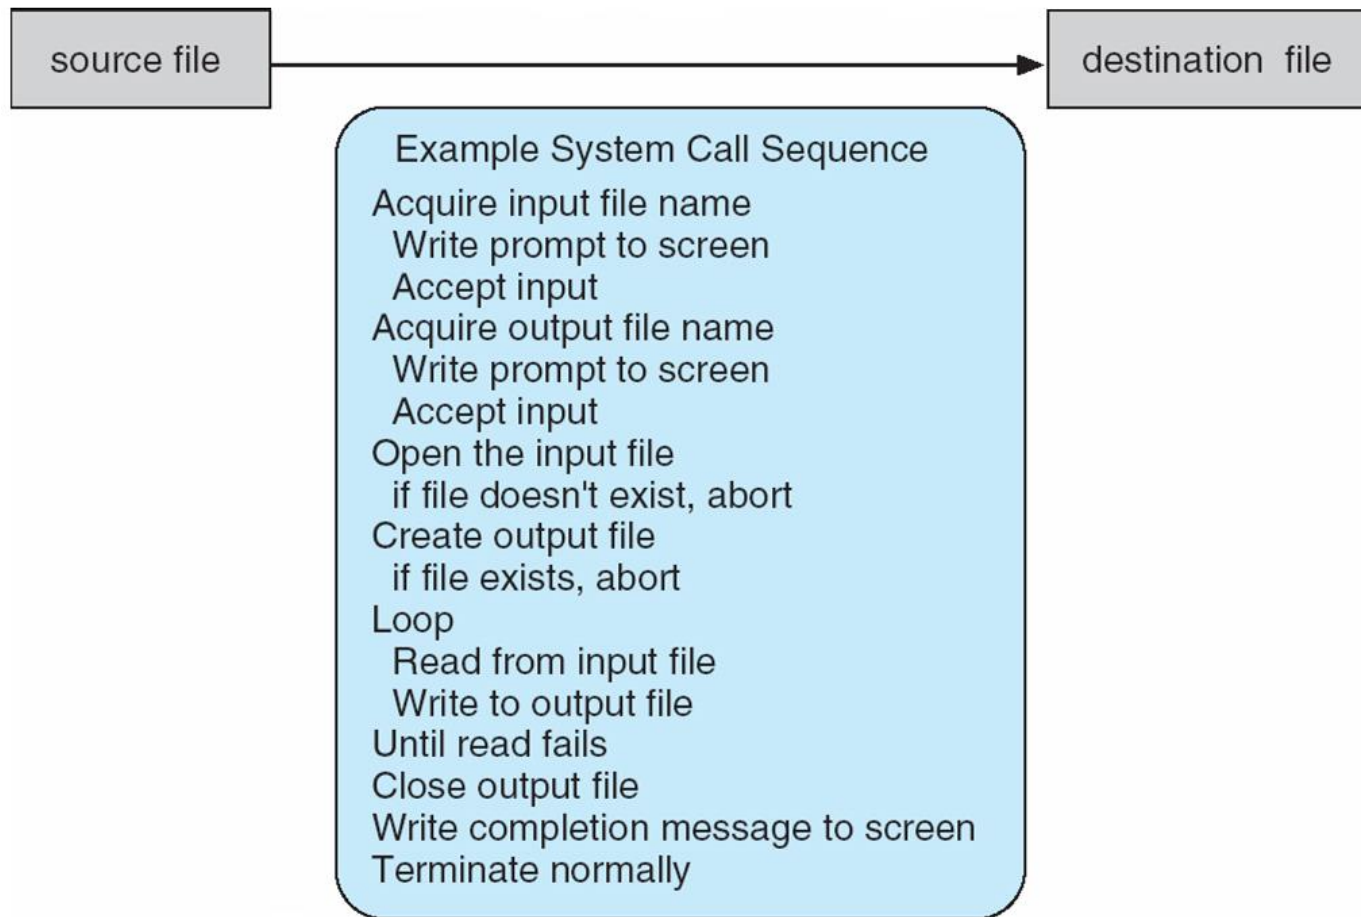 source file
destination file
Example System Call Sequence
Acquire input file name
Write prompt to screen
Accept input
Acquire output file name
Write prompt to screen
Accept input
Open the input file
if file doesn't exist, abort
Create output file
if file exists, abort
Loop
Read from input file
Write to output file
Until read fails
Close output file
Write completion message to screen
Terminate normally